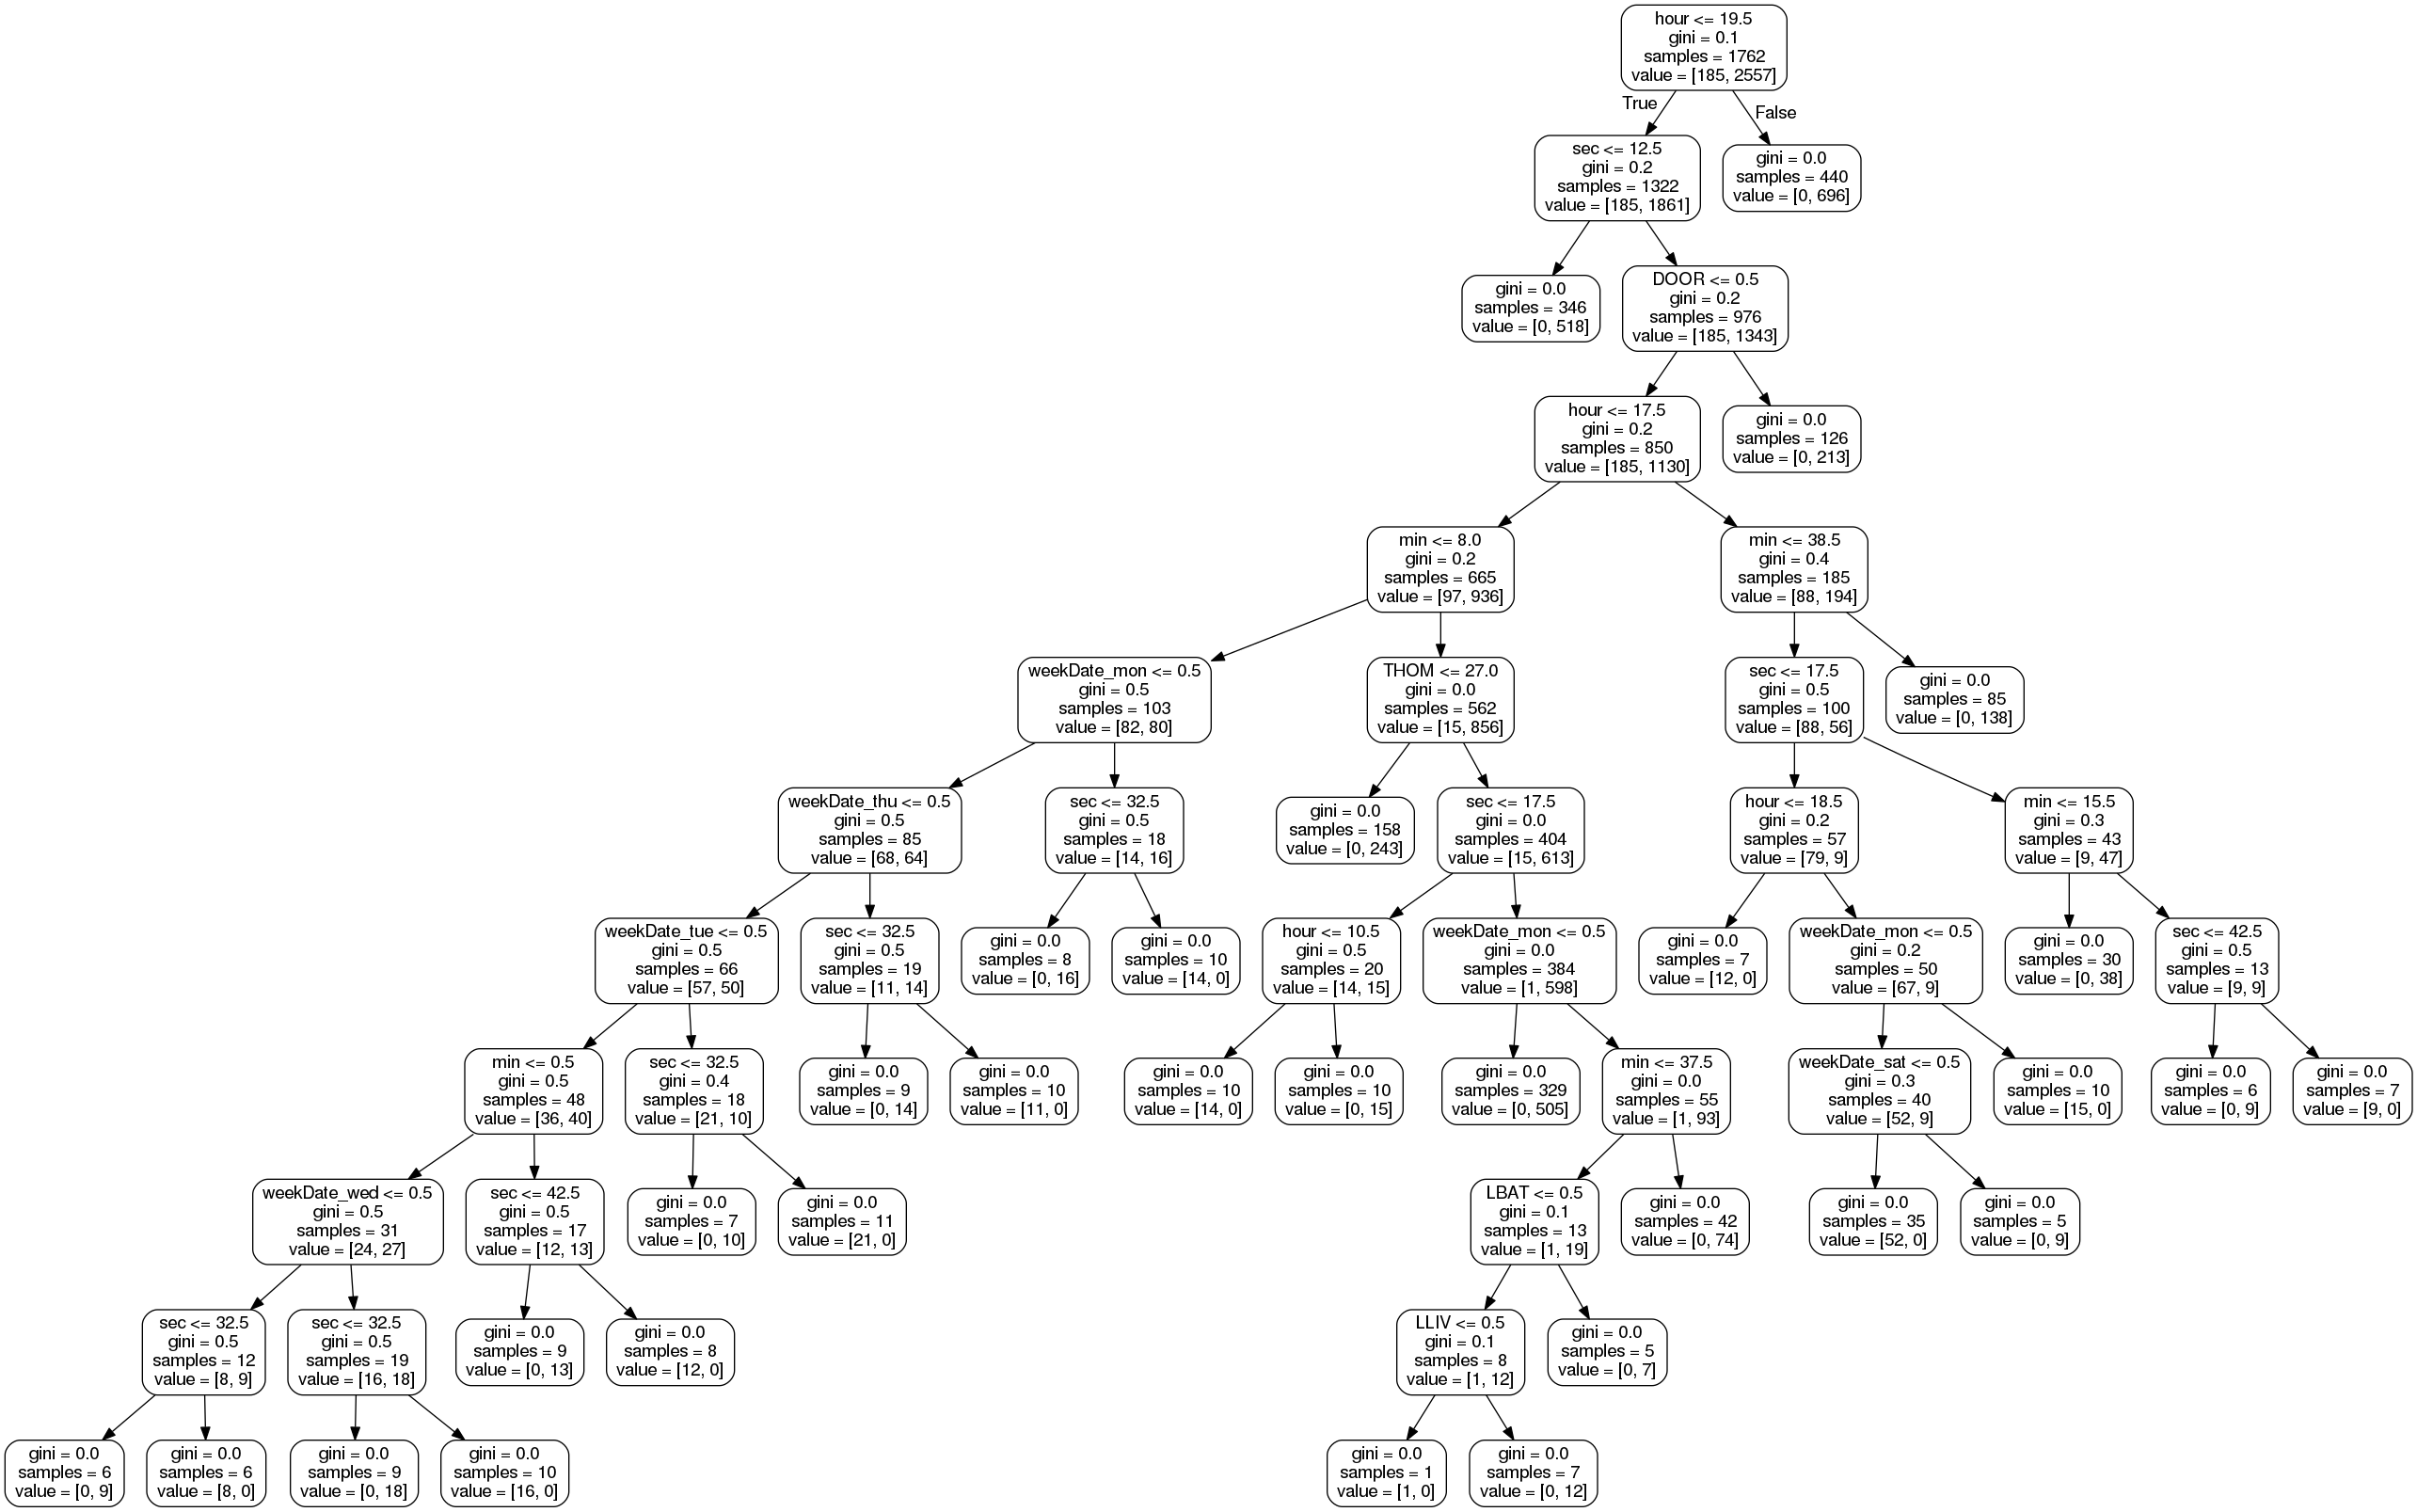 hour <= 19.5
gini = 0.1
samples = 1762
value = [185, 2557]
True
False
sec <= 12.5
gini = 0.2
samples = 1322
value = [185, 1861]
gini = 0.0
samples = 440
value = [0, 696]
gini = 0.0
samples = 346
value = [0, 518]
DOOR <= 0.5
gini = 0.2
samples = 976
value = [185, 1343]
hour <= 17.5
gini = 0.2
samples = 850
value = [185, 1130]
gini = 0.0
samples = 126
value = [0, 213]
min <= 8.0
gini = 0.2
samples = 665
value = [97, 936]
min <= 38.5
gini = 0.4
samples = 185
value = [88, 194]
weekDate_mon <= 0.5
gini = 0.5
samples = 103
value = [82, 80]
THOM <= 27.0
gini = 0.0
samples = 562
value = [15, 856]
sec <= 17.5
gini = 0.5
samples = 100
value = [88, 56]
gini = 0.0
samples = 85
value = [0, 138]
weekDate_thu <= 0.5
gini = 0.5
samples = 85
value = [68, 64]
sec <= 32.5
gini = 0.5
samples = 18
value = [14, 16]
gini = 0.0
samples = 158
value = [0, 243]
sec <= 17.5
gini = 0.0
samples = 404
value = [15, 613]
hour <= 18.5
gini = 0.2
samples = 57
value = [79, 9]
min <= 15.5
gini = 0.3
samples = 43
value = [9, 47]
weekDate_tue <= 0.5
gini = 0.5
samples = 66
value = [57, 50]
sec <= 32.5
gini = 0.5
samples = 19
value = [11, 14]
gini = 0.0
samples = 8
value = [0, 16]
gini = 0.0
samples = 10
value = [14, 0]
hour <= 10.5
gini = 0.5
samples = 20
value = [14, 15]
weekDate_mon <= 0.5
gini = 0.0
samples = 384
value = [1, 598]
gini = 0.0
samples = 7
value = [12, 0]
weekDate_mon <= 0.5
gini = 0.2
samples = 50
value = [67, 9]
gini = 0.0
samples = 30
value = [0, 38]
sec <= 42.5
gini = 0.5
samples = 13
value = [9, 9]
min <= 0.5
gini = 0.5
samples = 48
value = [36, 40]
sec <= 32.5
gini = 0.4
samples = 18
value = [21, 10]
gini = 0.0
samples = 9
value = [0, 14]
gini = 0.0
samples = 10
value = [11, 0]
gini = 0.0
samples = 10
value = [14, 0]
gini = 0.0
samples = 10
value = [0, 15]
gini = 0.0
samples = 329
value = [0, 505]
min <= 37.5
gini = 0.0
samples = 55
value = [1, 93]
weekDate_sat <= 0.5
gini = 0.3
samples = 40
value = [52, 9]
gini = 0.0
samples = 10
value = [15, 0]
gini = 0.0
samples = 6
value = [0, 9]
gini = 0.0
samples = 7
value = [9, 0]
weekDate_wed <= 0.5
gini = 0.5
samples = 31
value = [24, 27]
sec <= 42.5
gini = 0.5
samples = 17
value = [12, 13]
gini = 0.0
samples = 7
value = [0, 10]
gini = 0.0
samples = 11
value = [21, 0]
LBAT <= 0.5
gini = 0.1
samples = 13
value = [1, 19]
gini = 0.0
samples = 42
value = [0, 74]
gini = 0.0
samples = 35
value = [52, 0]
gini = 0.0
samples = 5
value = [0, 9]
sec <= 32.5
gini = 0.5
samples = 12
value = [8, 9]
sec <= 32.5
gini = 0.5
samples = 19
value = [16, 18]
gini = 0.0
samples = 9
value = [0, 13]
gini = 0.0
samples = 8
value = [12, 0]
LLIV <= 0.5
gini = 0.1
samples = 8
value = [1, 12]
gini = 0.0
samples = 5
value = [0, 7]
gini = 0.0
samples = 6
value = [0, 9]
gini = 0.0
samples = 6
value = [8, 0]
gini = 0.0
samples = 9
value = [0, 18]
gini = 0.0
samples = 10
value = [16, 0]
gini = 0.0
samples = 1
value = [1, 0]
gini = 0.0
samples = 7
value = [0, 12]